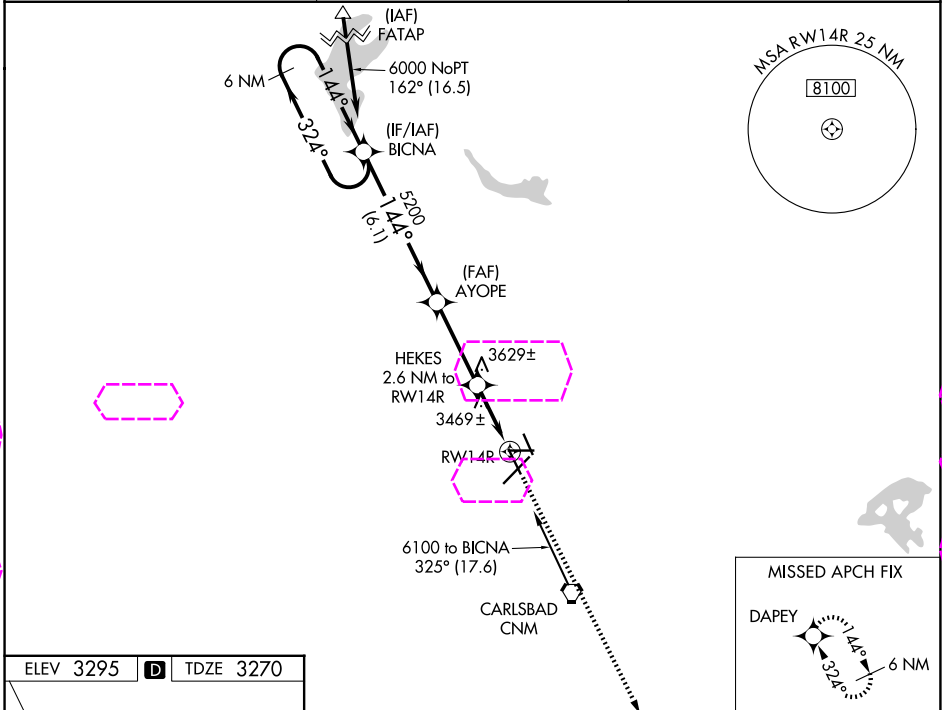 (IAF)
FATAP
6 NM
144°
324°
6000 NoPT
162° (16.5)
(IF/IAF)
BICNA
5200
144°
(6.1)
(FAF)
AYOPE
HEKES
2.6 NM to
RW14R
3629±
3469±
RW14R
6100 to BICNA
325° (17.6)
CARLSBAD
CNM
MSA RW14R 25 NM
8100
MISSED APCH FIX
DAPEY
144°
324°
6 NM
ELEV 3295 D TDZE 3270